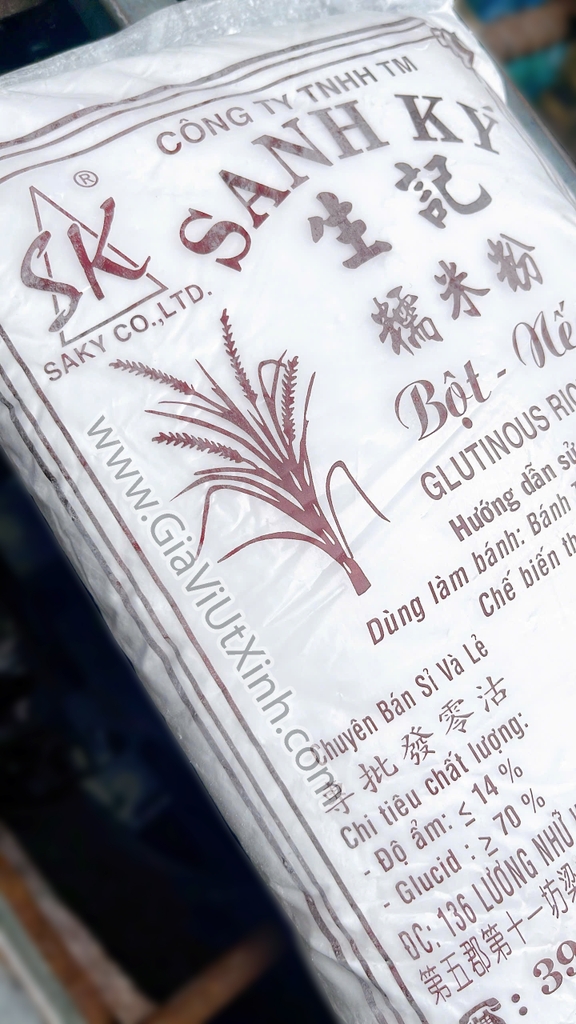 CÔNG TY TNHH TM
SANH KÝ
®
SK
SAKY CO.,LTD.
生記
糯米粉
Bột - Nế
GLUTINOUS RIC
Hướng dẫn sử
Dùng làm bánh: Bánh
Chế biến th
www.GiaViUtXinh.com
Chuyên Bán Sỉ Và Lẻ
專批發零沽
Chỉ tiêu chất lượng:
- Độ ẩm: ≤ 14 %
- Glucid : ≥ 70 %
ĐC: 136 LƯƠNG NHỮ
第五郡第十一坊梁
☎: 39